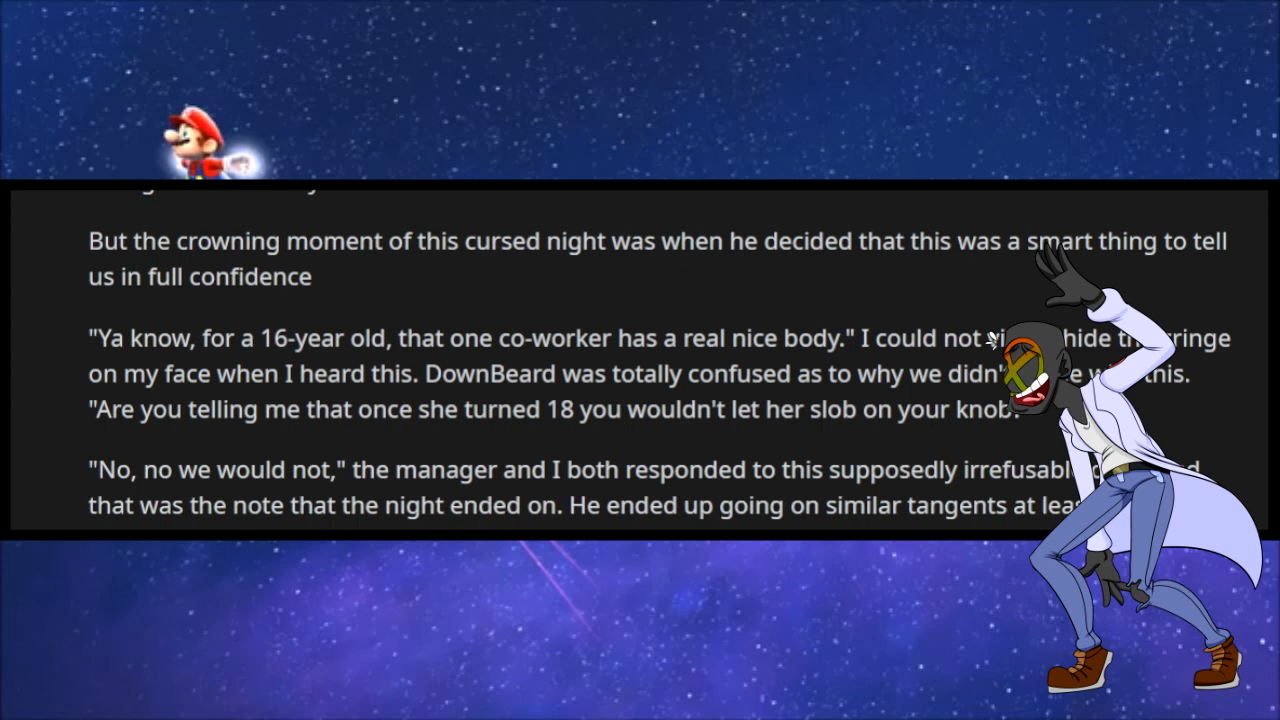 But the crowning moment of this cursed night was when he decided that this was a smart thing to tell
us in full confidence
"Ya know, for a 16-year old, that one co-worker has a real nice body." I could not hide the cringe
on my face when I heard this. DownBeard was totally confused as to why we didn't this.
"Are you telling me that once she turned 18 you wouldn't let her slob on your knob?
"No, no we would not," the manager and I both responded to this supposedly
that was the note that the night ended on. He ended up going on similar tangents at